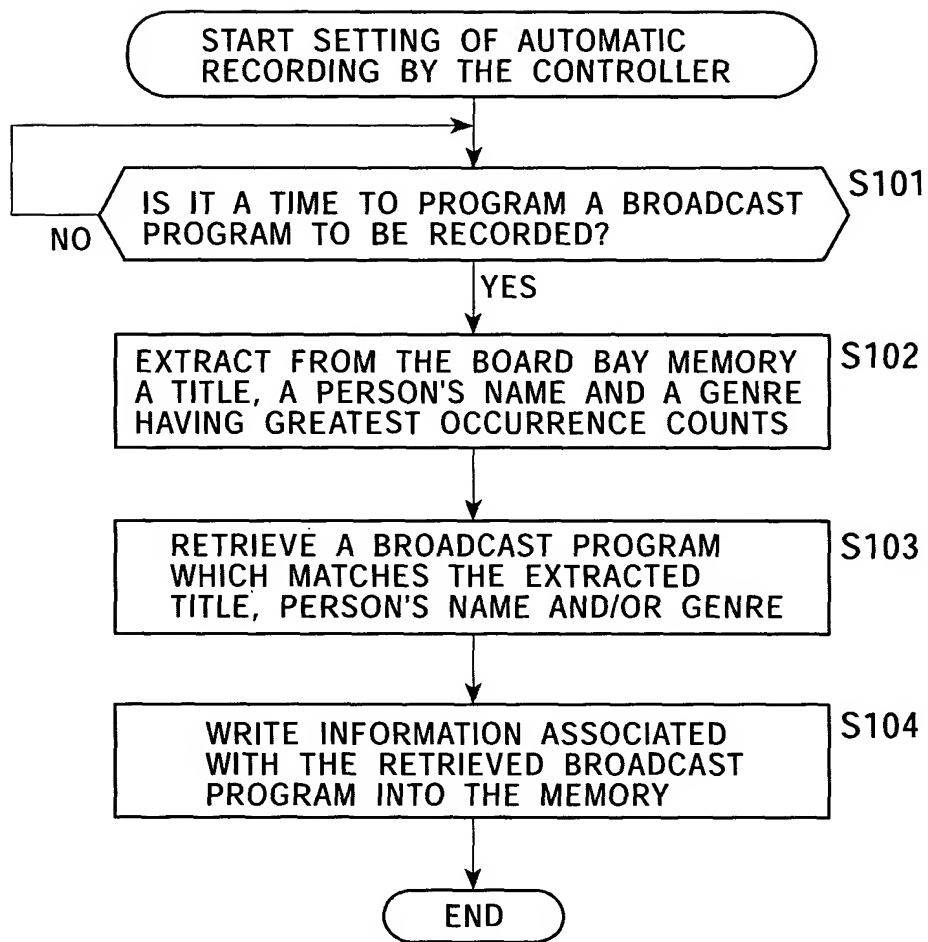 START SETTING OF AUTOMATIC
RECORDING BY THE CONTROLLER
IS IT A TIME TO PROGRAM A BROADCAST
PROGRAM TO BE RECORDED?
S101
NO
YES
EXTRACT FROM THE BOARD BAY MEMORY
A TITLE, A PERSON'S NAME AND A GENRE
HAVING GREATEST OCCURRENCE COUNTS
S102
RETRIEVE A BROADCAST PROGRAM
WHICH MATCHES THE EXTRACTED
TITLE, PERSON'S NAME AND/OR GENRE
S103
WRITE INFORMATION ASSOCIATED
WITH THE RETRIEVED BROADCAST
PROGRAM INTO THE MEMORY
S104
END